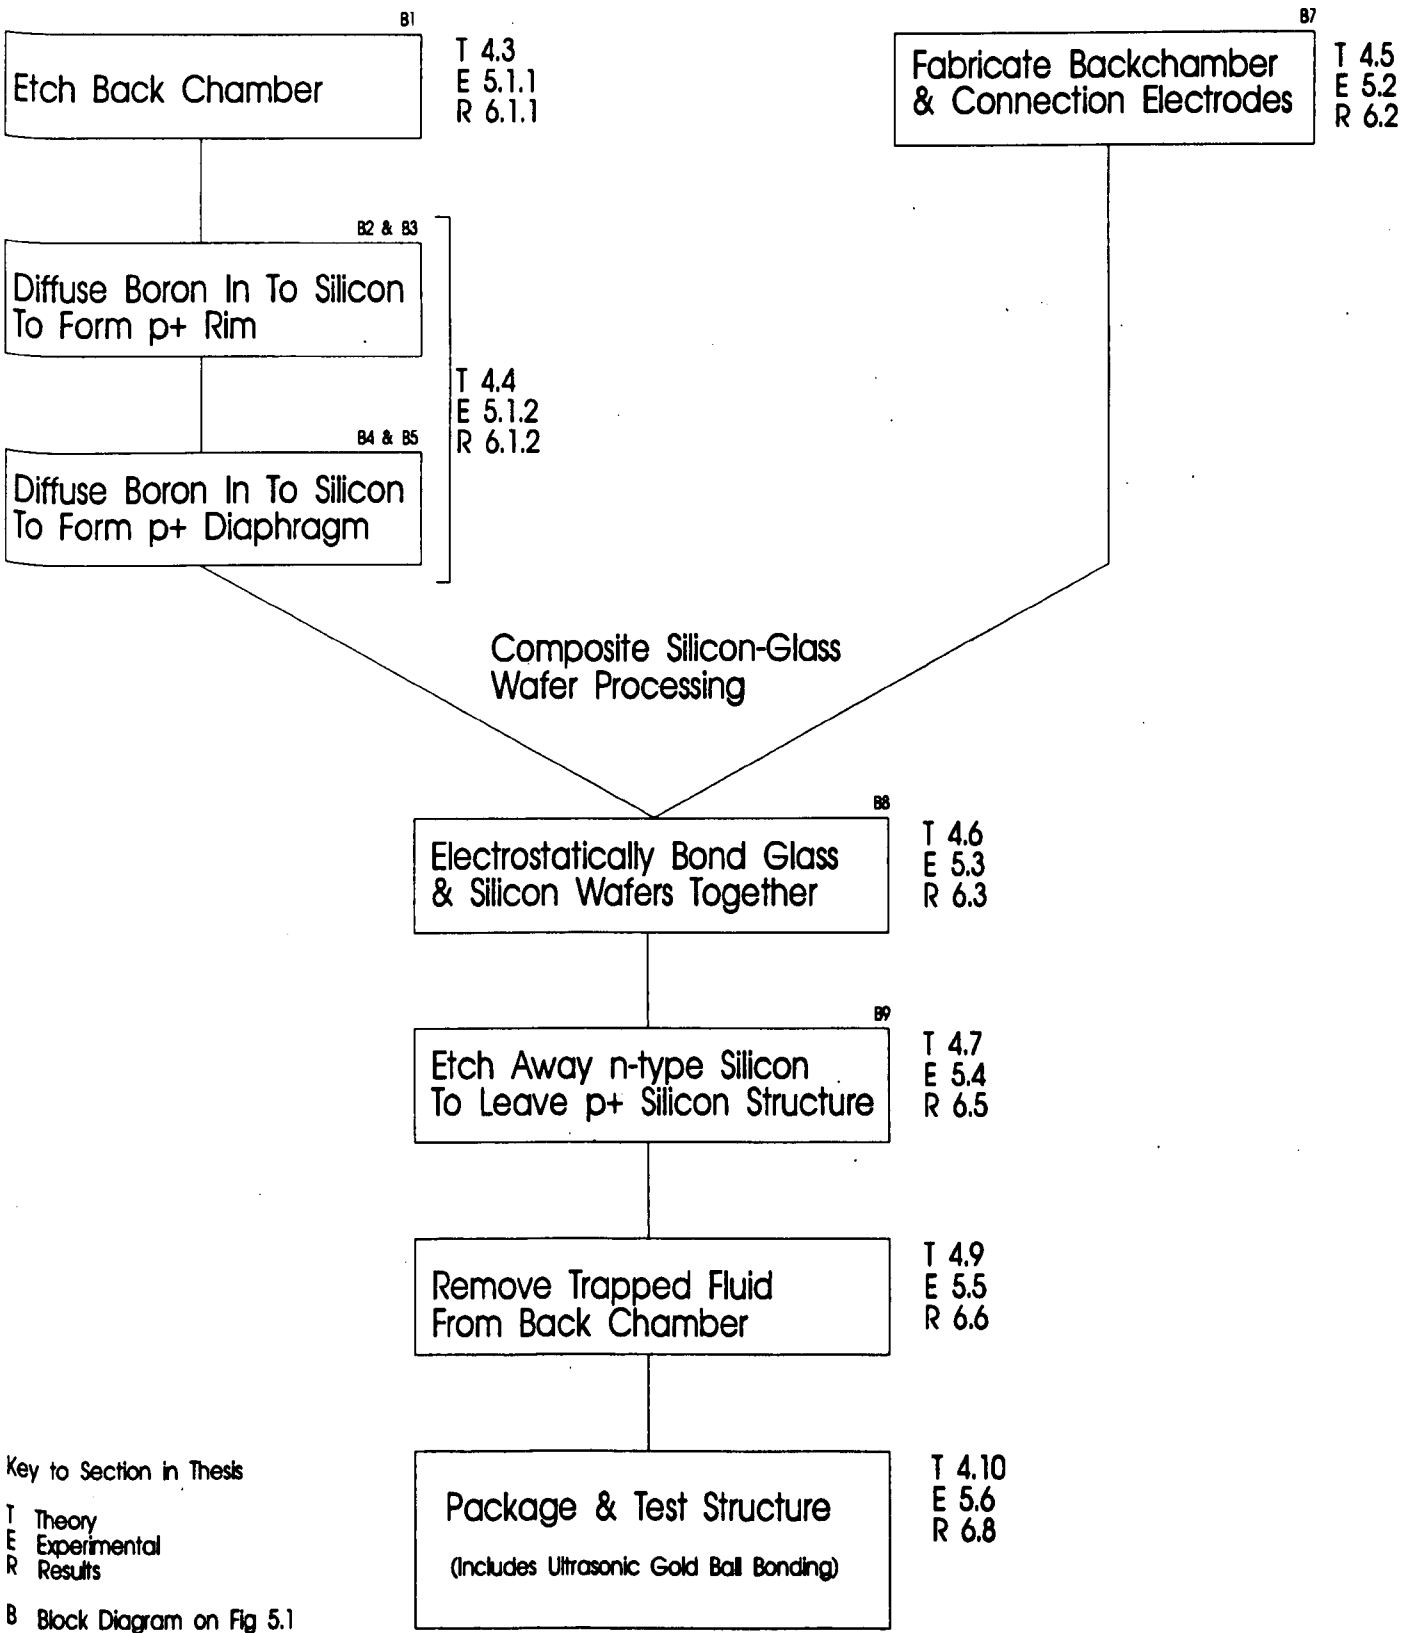 B1
Etch Back Chamber
T 4.3
E 5.1.1
R 6.1.1
B7
Fabricate Backchamber
& Connection Electrodes
T 4.5
E 5.2
R 6.2
B2 & B3
Diffuse Boron In To Silicon
To Form p+ Rim
T 4.4
E 5.1.2
R 6.1.2
B4 & B5
Diffuse Boron In To Silicon
To Form p+ Diaphragm
Composite Silicon-Glass
Wafer Processing
B8
Electrostatically Bond Glass
& Silicon Wafers Together
T 4.6
E 5.3
R 6.3
B9
Etch Away n-type Silicon
To Leave p+ Silicon Structure
T 4.7
E 5.4
R 6.5
Remove Trapped Fluid
From Back Chamber
T 4.9
E 5.5
R 6.6
Package & Test Structure
(Includes Ultrasonic Gold Ball Bonding)
T 4.10
E 5.6
R 6.8
Key to Section in Thesis
T Theory
E Experimental
R Results
B Block Diagram on Fig 5.1